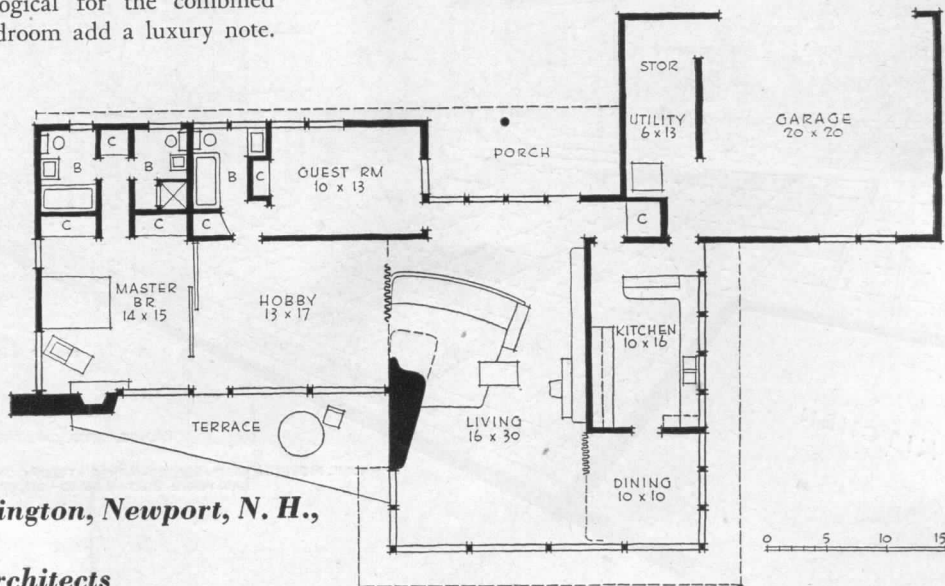 ogical for the combined
droom add a luxury note.
STOR
UTILITY
6 x 13
GARAGE
20 x 20
PORCH
C
B
B
B
C
GUEST RM
10 x 13
C
C
C
C
MASTER
BR
14 x 15
HOBBY
13 x 17
KITCHEN
10 x 16
TERRACE
LIVING
16 x 30
DINING
10 x 10
ington, Newport, N. H.,
rchitects
0 5 10 15